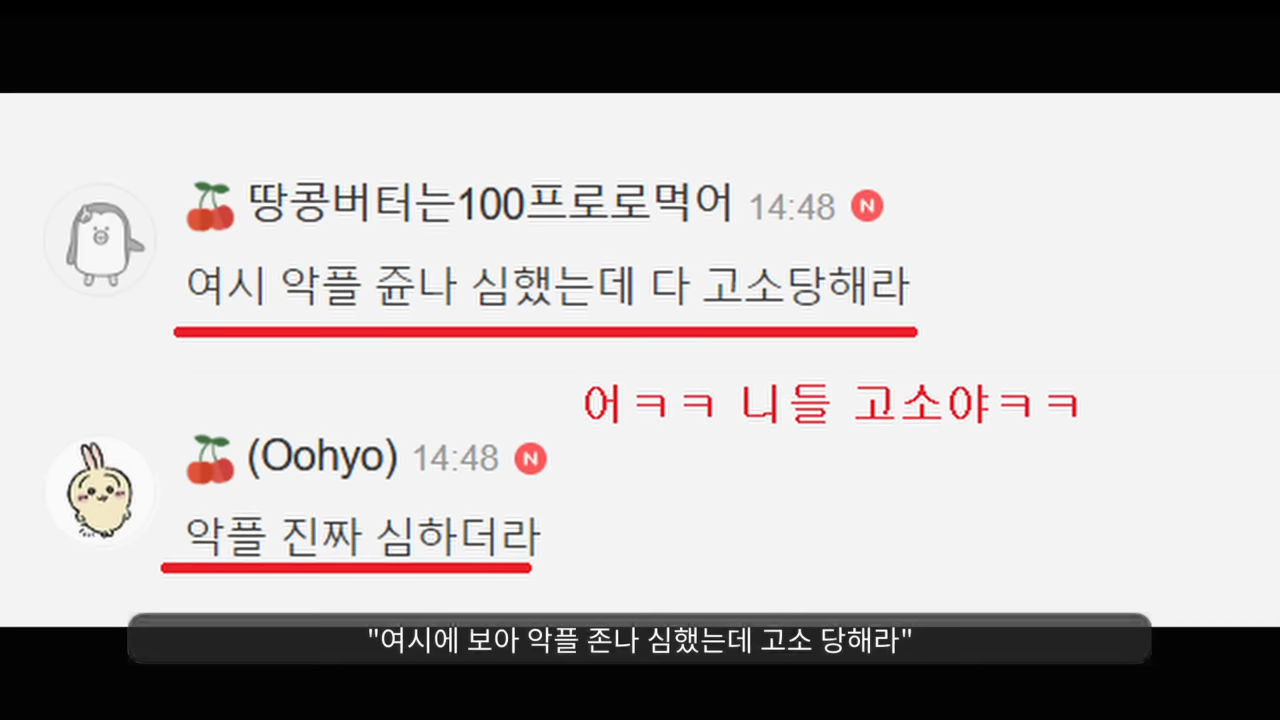 땅콩버터는100프로로먹어 14:48 N
여시 악플 쥰나 심했는데 다 고소당해라
어ㅋㅋ 니들 고소야ㅋㅋ
(Oohyo) 14:48 N
악플 진짜 심하더라
"여시에 보아 악플 존나 심했는데 고소 당해라"